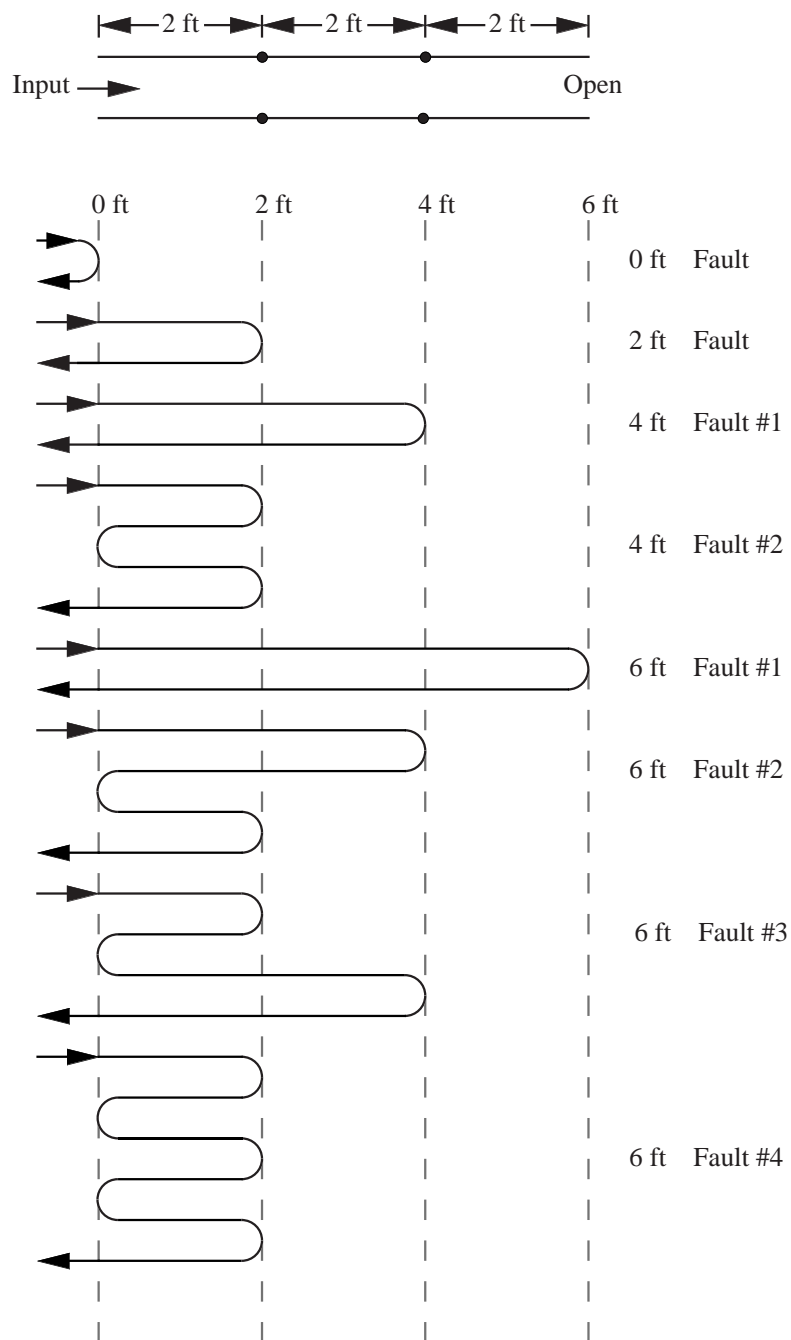 2 ft 2 ft 2 ft
Input Open
0 ft 2 ft 4 ft 6 ft
0 ft Fault
2 ft Fault
4 ft Fault #1
4 ft Fault #2
6 ft Fault #1
6 ft Fault #2
6 ft Fault #3
6 ft Fault #4